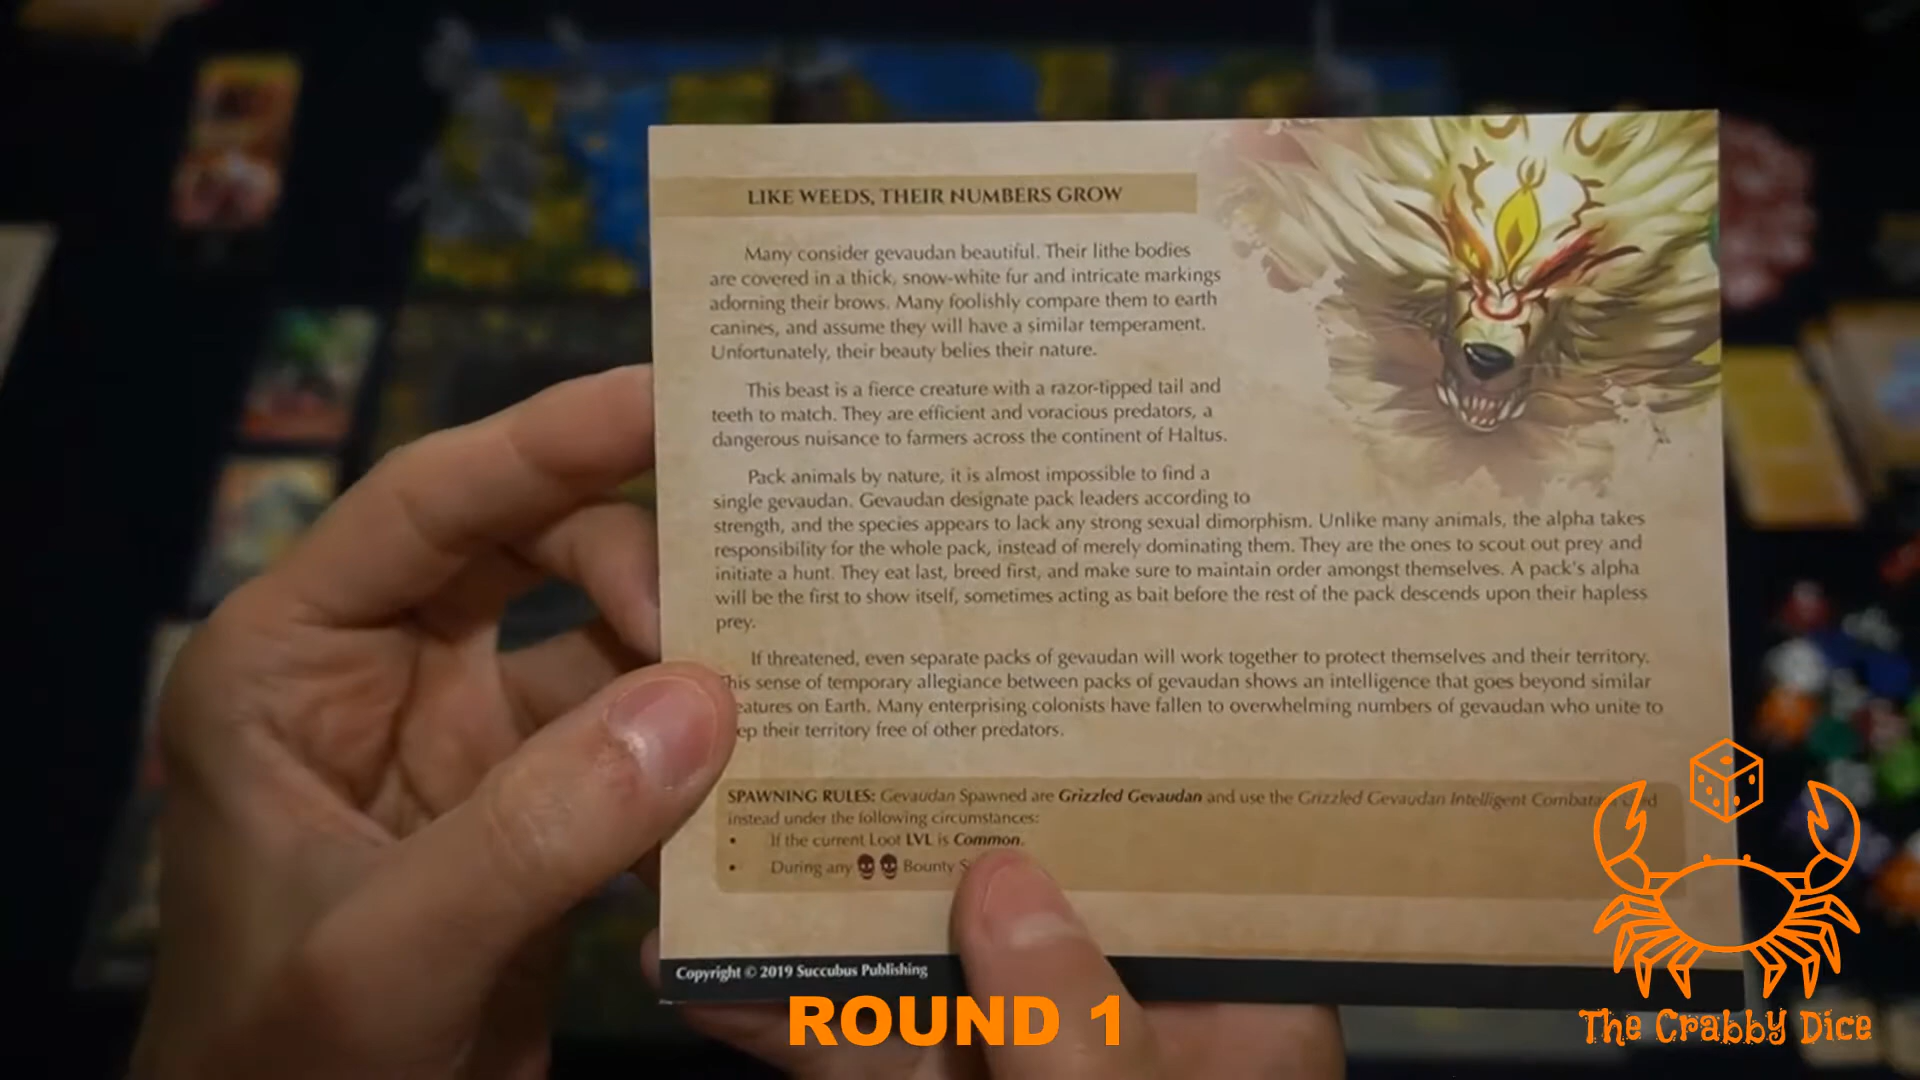 LIKE WEEDS, THEIR NUMBERS GROW
Many consider gevaudan beautiful. Their lithe bodies
are covered in a thick, snow-white fur and intricate markings
adorning their brows. Many foolishly compare them to earth
canines, and assume they will have a similar temperament.
Unfortunately, their beauty belies their nature.
This beast is a fierce creature with a razor-tipped tail and
teeth to match. They are efficient and voracious predators, a
dangerous nuisance to farmers across the continent of Haltus.
Pack animals by nature, it is almost impossible to find a
single gevaudan. Gevaudan designate pack leaders according to
strength, and the species appears to lack any strong sexual dimorphism. Unlike many animals, the alpha takes
responsibility for the whole pack, instead of merely dominating them. They are the ones to scout out prey and
initiate a hunt. They eat last, breed first, and make sure to maintain order amongst themselves. A pack's alpha
will be the first to show itself, sometimes acting as bait before the rest of the pack descends upon their hapless
prey.
If threatened, even separate packs of gevaudan will work together to protect themselves and their territory.
his sense of temporary allegiance between packs of gevaudan shows an intelligence that goes beyond similar
eatures on Earth. Many enterprising colonists have fallen to overwhelming numbers of gevaudan who unite to
ep their territory free of other predators.
SPAWNING RULES: Gevaudan Spawned are Grizzled Gevaudan and use the Grizzled Gevaudan Intelligent
instead under the following circumstances:
• If the current Loot LVL is Common.
• During any Bounty
Copyright © 2019 Succubus Publishing
ROUND 1
The Crabby Dice